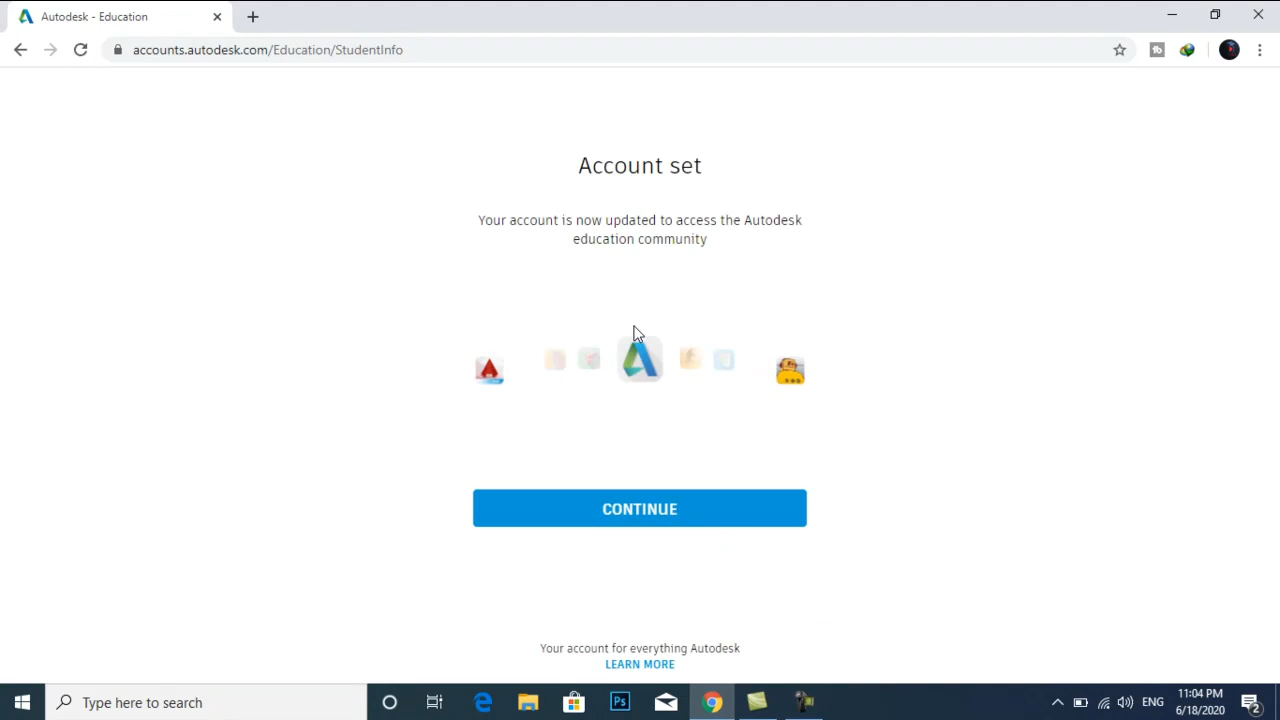 Autodesk - Education
accounts.autodesk.com/Education/StudentInfo
Account set
Your account is now updated to access the Autodesk
education community
CONTINUE
Your account for everything Autodesk
LEARN MORE
Type here to search
Ps
ENG
11:04 PM
6/18/2020
2